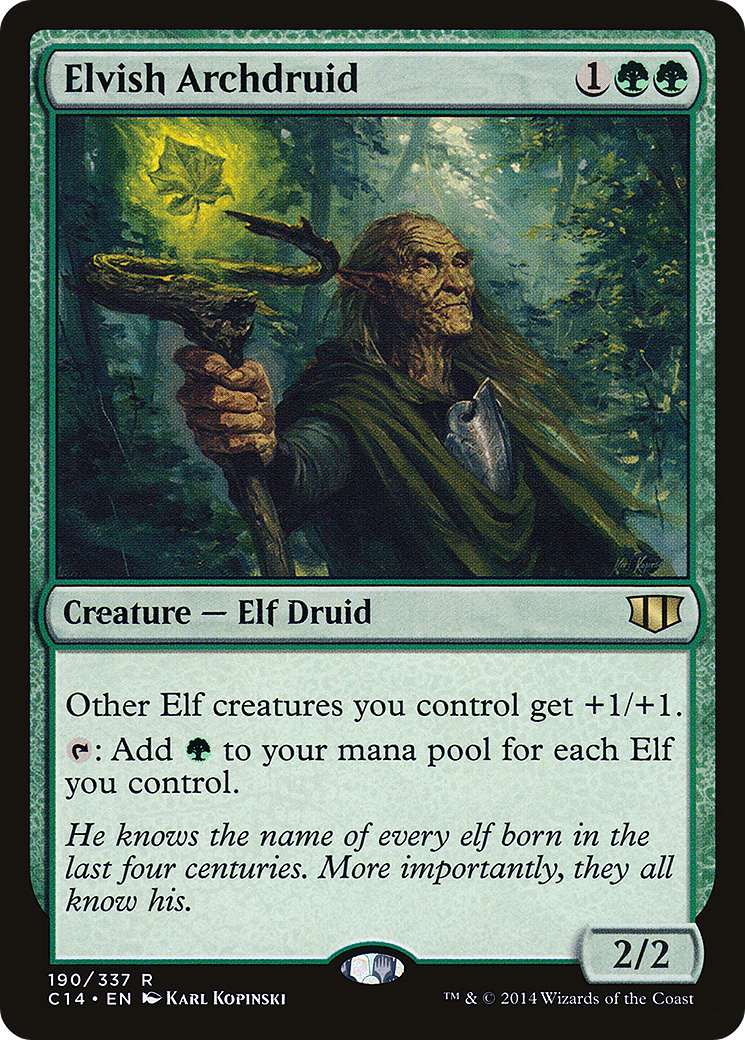 Elvish Archdruid 1
Creature — Elf Druid
Other Elf creatures you control get +1/+1.
: Add to your mana pool for each Elf
you control.
He knows the name of every elf born in the
last four centuries. More importantly, they all
know his.
2/2
190/337 R
C14 • EN Karl Kopinski
™ & © 2014 Wizards of the Coast